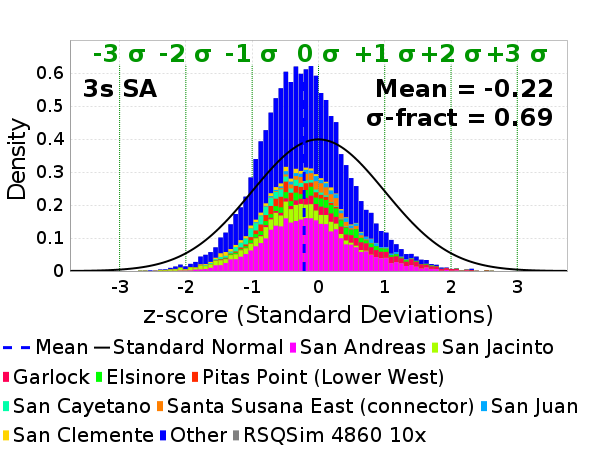 -3 σ -2 σ -1 σ 0 σ +1 σ +2 σ +3 σ
3s SA
Mean = -0.22
σ-fract = 0.69
Density
0.6
0.5
0.4
0.3
0.2
0.1
0
-3 -2 -1 0 1 2 3
z-score (Standard Deviations)
Mean Standard Normal San Andreas San Jacinto
Garlock Elsinore Pitas Point (Lower West)
San Cayetano Santa Susana East (connector) San Juan
San Clemente Other RSQSim 4860 10x